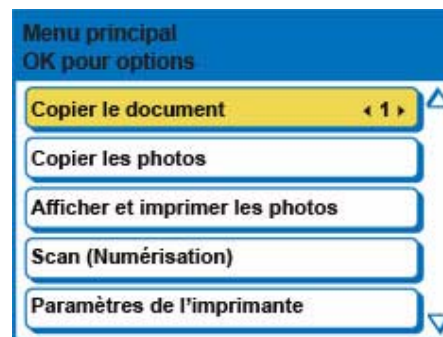 Menu principal
OK pour options
Copier le document 1
Copier les photos
Afficher et imprimer les photos
Scan (Numérisation)
Paramètres de l'imprimante